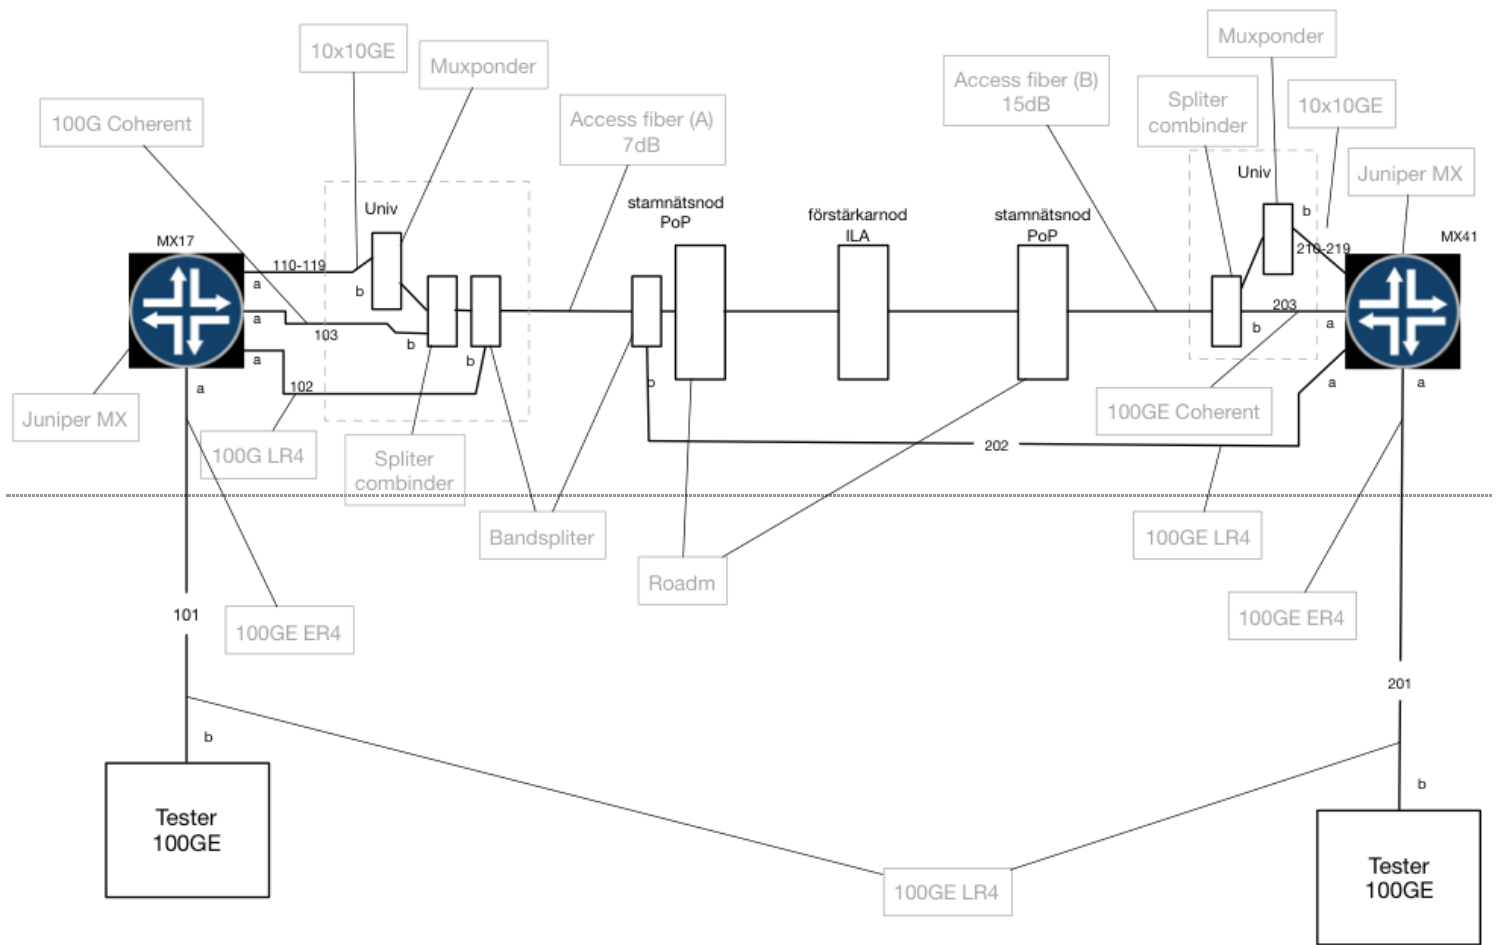 Muxponder
10x10GE
Muxponder
Access fiber (B)
15dB
Spliter
combinder
10x10GE
100G Coherent
Access fiber (A)
7dB
Juniper MX
Univ
Univ
stamnätsnod
PoP
förstärkarnod
ILA
stamnätsnod
PoP
b
MX17
MX41
110-119
210-219
a
b
a
103
b
203
b
a
a
102
b
b
a
a
a
Juniper MX
100G LR4
Spliter
combinder
100GE Coherent
202
Bandspliter
100GE LR4
Roadm
101
100GE ER4
100GE ER4
201
b
b
Tester
100GE
Tester
100GE
100GE LR4